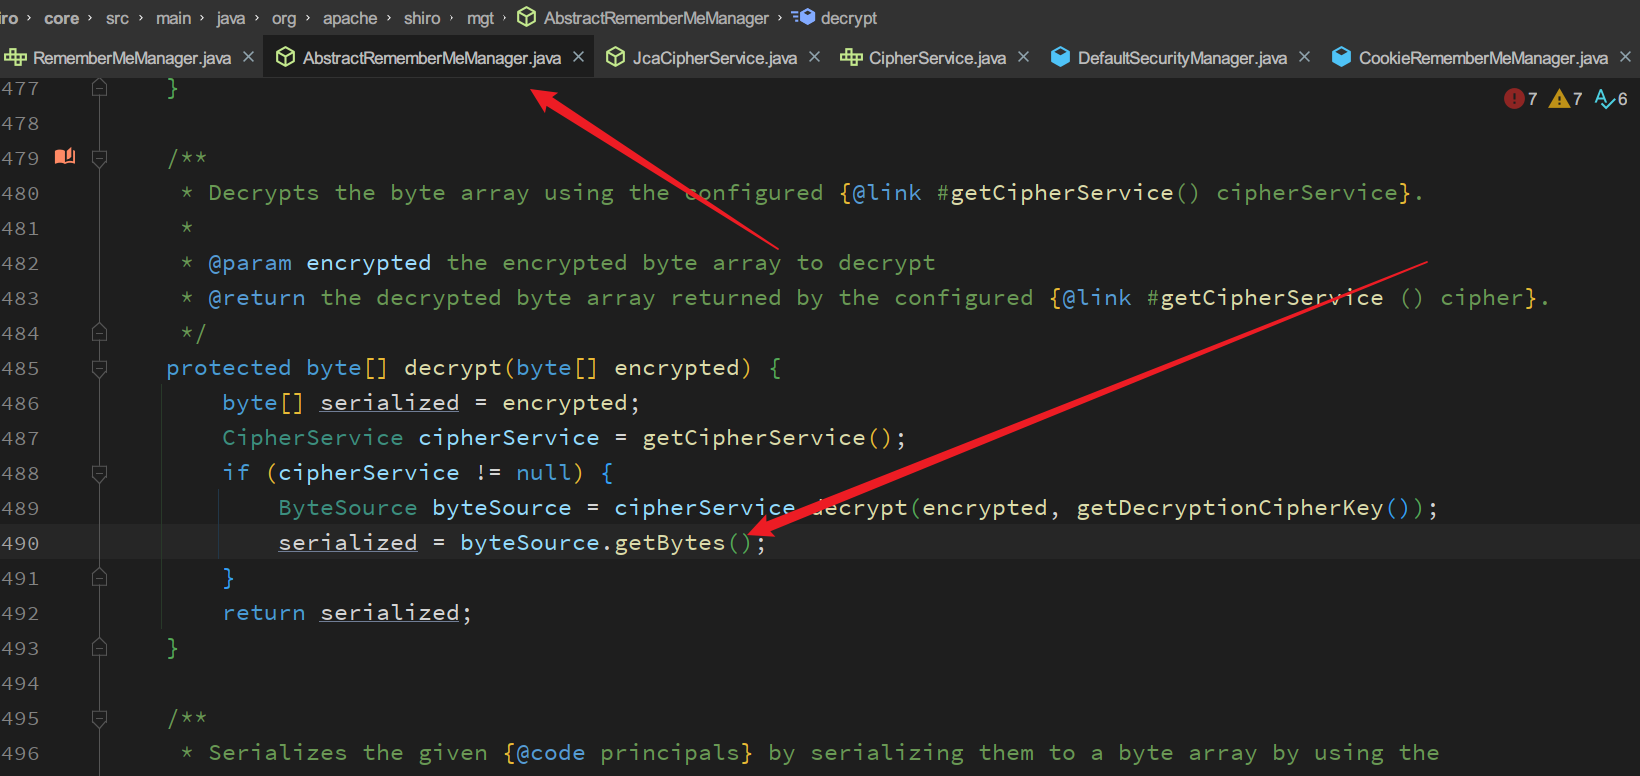 iro › core › src › main › java › org › apache › shiro › mgt › AbstractRememberMeManager › decrypt
RememberMeManager.java × AbstractRememberMeManager.java × JcaCipherService.java × CipherService.java × DefaultSecurityManager.java × CookieRememberMeManager.java ×
477 }
7 7 6
478
479 /**
480 * Decrypts the byte array using the configured {@link #getCipherService() cipherService}.
481 *
482 * @param encrypted the encrypted byte array to decrypt
483 * @return the decrypted byte array returned by the configured {@link #getCipherService () cipher}.
484 */
485 protected byte[] decrypt(byte[] encrypted) {
486 byte[] serialized = encrypted;
487 CipherService cipherService = getCipherService();
488 if (cipherService != null) {
489 ByteSource byteSource = cipherService decrypt(encrypted, getDecryptionCipherKey());
490 serialized = byteSource.getBytes();
491 }
492 return serialized;
493 }
494
495 /**
496 * Serializes the given {@code principals} by serializing them to a byte array by using the